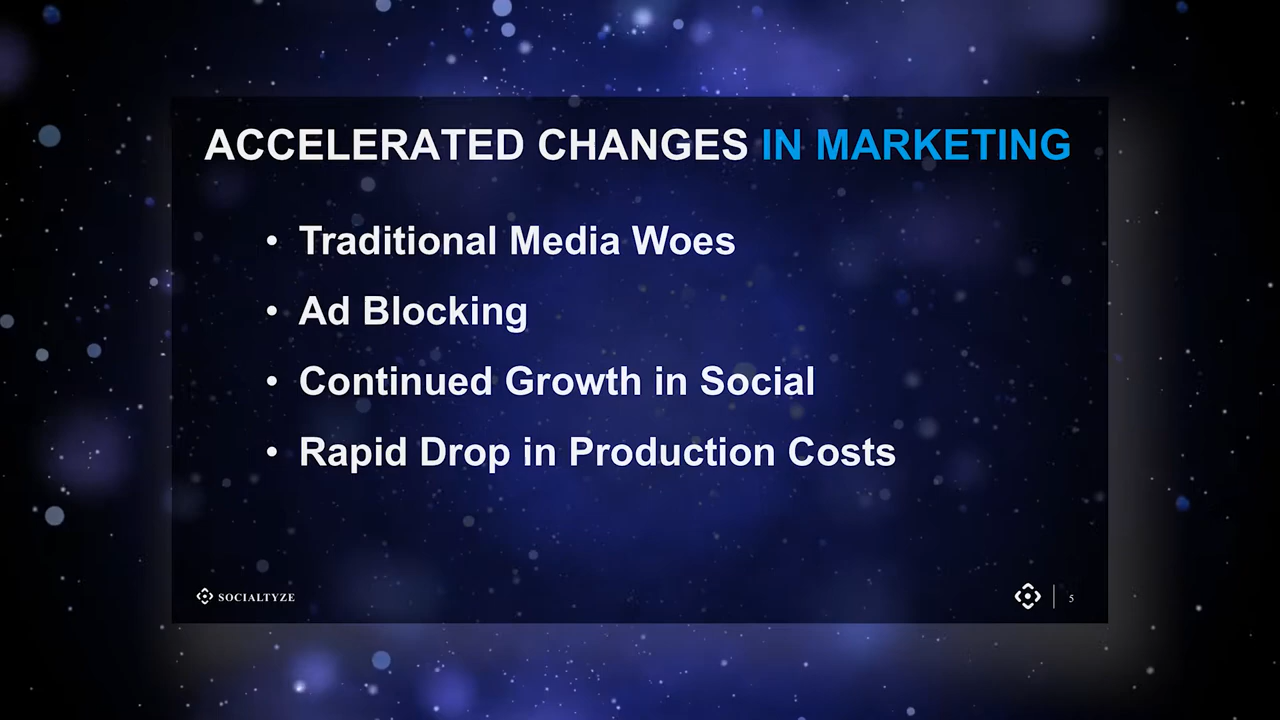 ACCELERATED CHANGES IN MARKETING
• Traditional Media Woes
• Ad Blocking
• Continued Growth in Social
• Rapid Drop in Production Costs
SOCIALTYZE
5